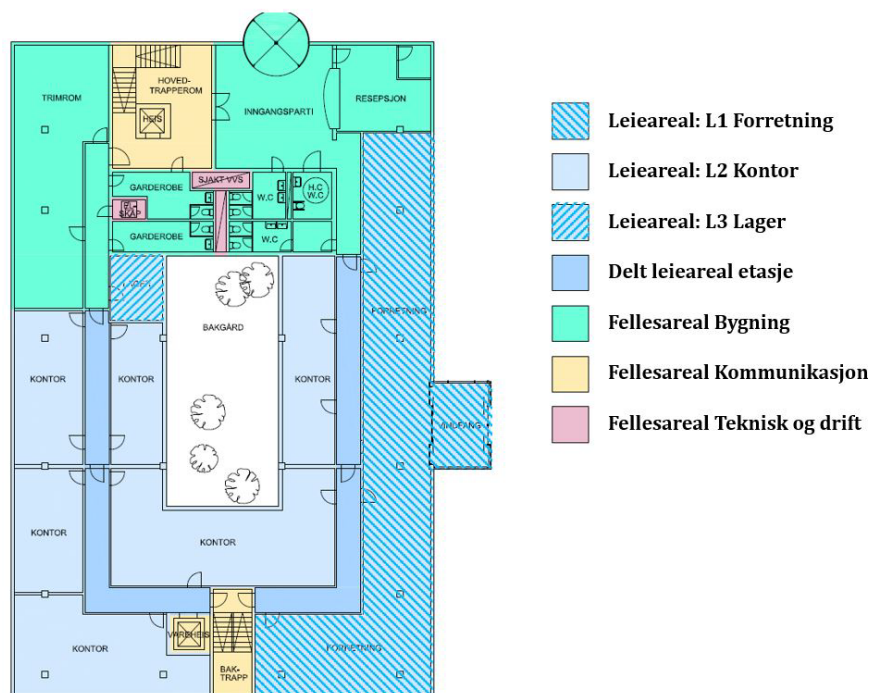 HOVED-
TRAPPEROM
HEIS
TRIMROM
INNGANGSPARTI
RESEPSJON
SJAKT VVS
GARDEROBE
W.C
H.C
W.C
SKAP
GARDEROBE
W.C
BAKGÅRD
FORRETNING
KONTOR
KONTOR
KONTOR
VINDFANG
KONTOR
KONTOR
VAREHEIS
KONTOR
BAK-
TRAPP
FORRETNING
Leieareal: L1 Forretning
Leieareal: L2 Kontor
Leieareal: L3 Lager
Delt leieareal etasje
Fellesareal Bygning
Fellesareal Kommunikasjon
Fellesareal Teknisk og drift